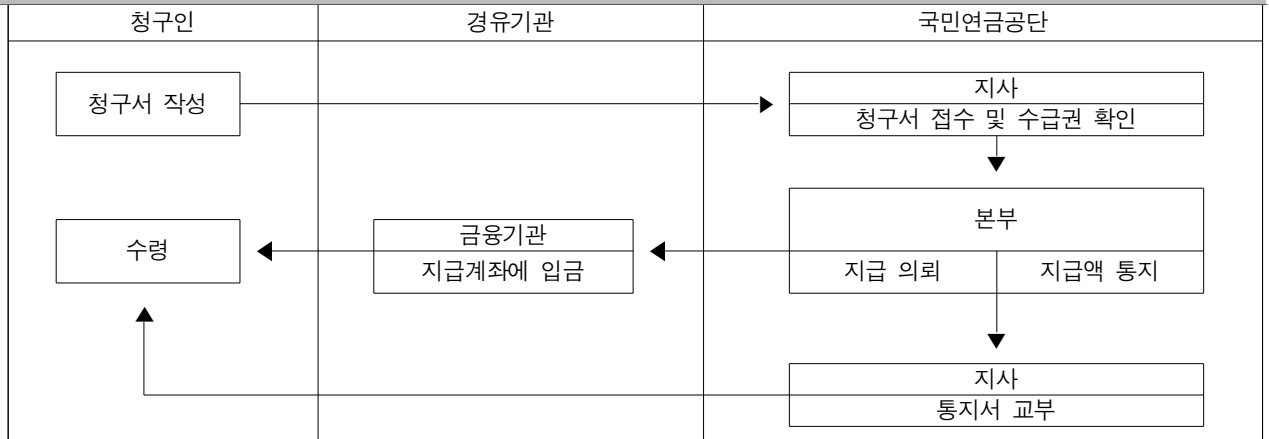 청구인 경유기관 국민연금공단
청구서 작성
지사
청구서 접수 및 수급권 확인
본부
수령
금융기관
지급계좌에 입금
지급 의뢰 지급액 통지
지사
통지서 교부